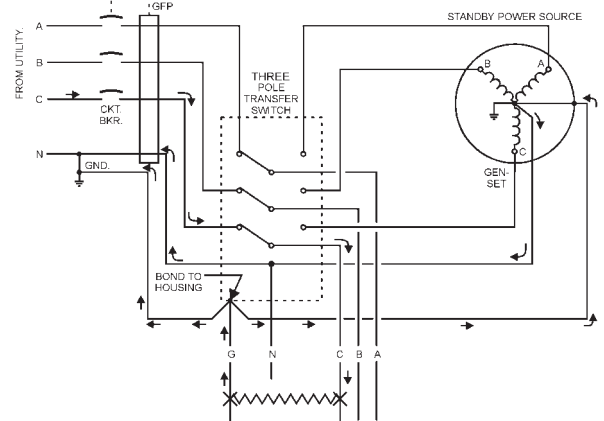 GFP
STANDBY POWER SOURCE
A
B
A
FROM UTILITY.
B
THREE
POLE
TRANSFER
SWITCH
C
CKT.
BKR.
N
GND.
C
GEN-
SET
BOND TO
HOUSING
G
N
C
B
A